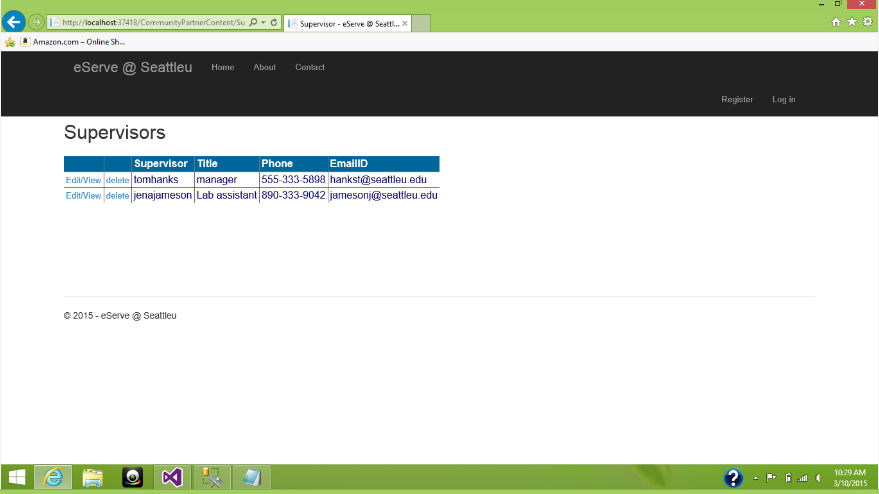 http://localhost:37418/CommunityPartnerContent/Su
Supervisor - eServe @ Seattl...
Amazon.com – Online Sh...
eServe @ Seattleu Home About Contact
Register Log in
Supervisors
Supervisor Title Phone EmailID
Edit/View delete tomhanks manager 555-333-5898 hankst@seattleu.edu
Edit/View delete jenajameson Lab assistant 890-333-9042 jamesonj@seattleu.edu
© 2015 - eServe @ Seattleu
10:29 AM
3/10/2015